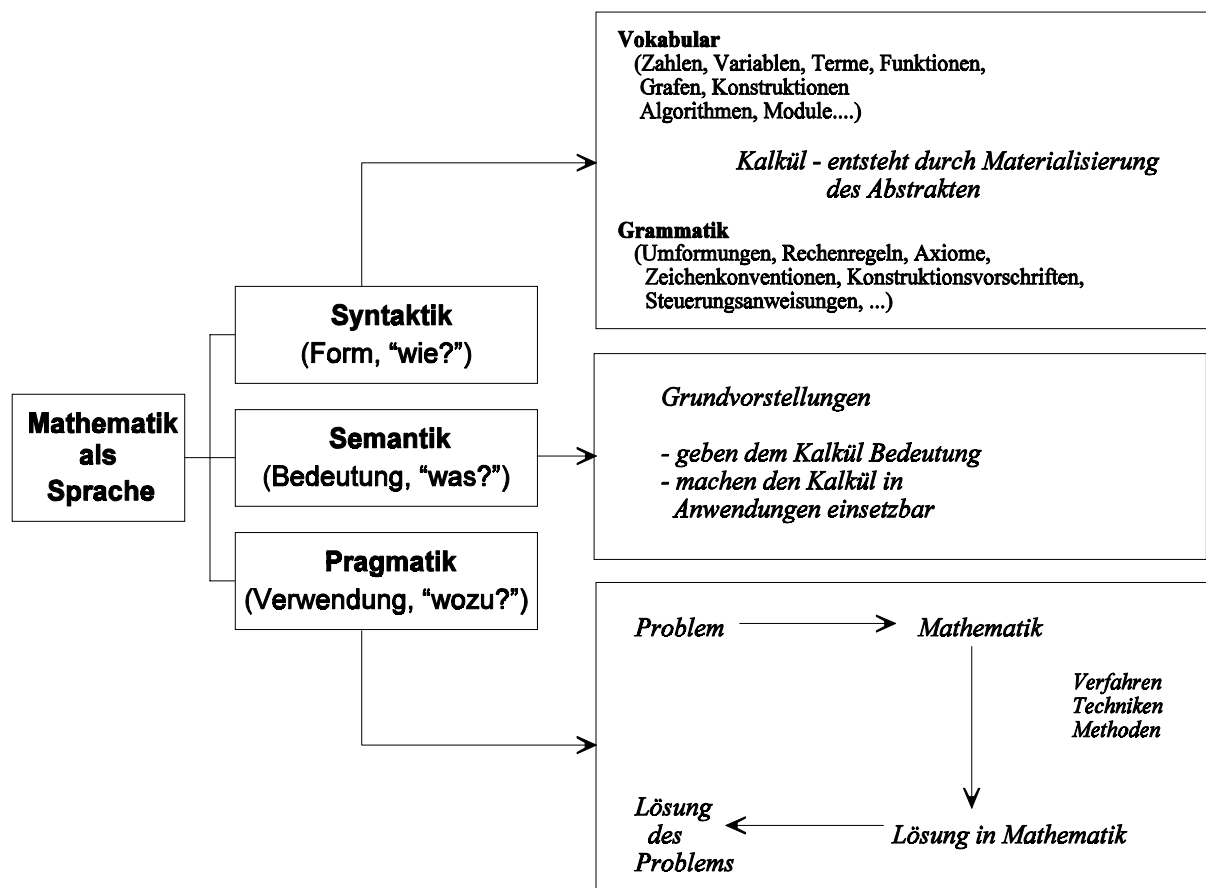 Mathematik
als
Sprache
Syntaktik
(Form, “wie?”)
Semantik
(Bedeutung, “was?”)
Pragmatik
(Verwendung, “wozu?”)
Vokabular
(Zahlen, Variablen, Terme, Funktionen,
Grafen, Konstruktionen
Algorithmen, Module....)
Kalkül - entsteht durch Materialisierung
des Abstrakten
Grammatik
(Umformungen, Rechenregeln, Axiome,
Zeichenkonventionen, Konstruktionsvorschriften,
Steuerungsanweisungen, ...)
Grundvorstellungen
- geben dem Kalkül Bedeutung
- machen den Kalkül in
Anwendungen einsetzbar
Problem
Mathematik
Verfahren
Techniken
Methoden
Lösung
des
Problems
Lösung in Mathematik